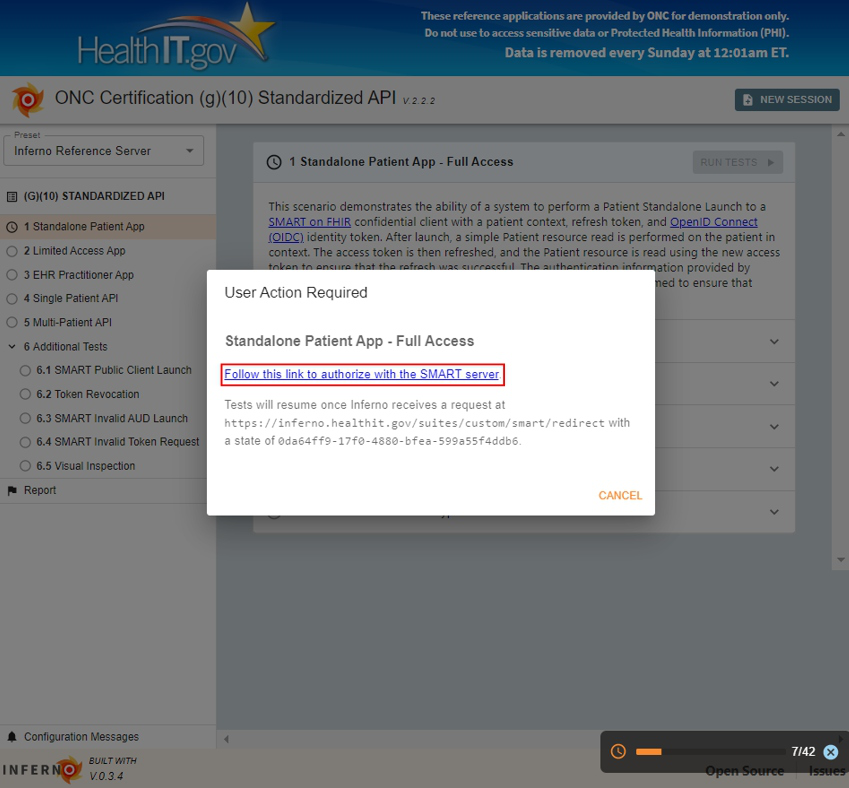 HealthIT.gov
These reference applications are provided by ONC for demonstration only.
Do not use to access sensitive data or Protected Health Information (PHI).
Data is removed every Sunday at 12:01am ET.
ONC Certification (g)(10) Standardized API V. 2.2.2
NEW SESSION
Preset
Inferno Reference Server
(G)(10) STANDARDIZED API
1 Standalone Patient App
2 Limited Access App
3 EHR Practitioner App
4 Single Patient API
5 Multi-Patient API
6 Additional Tests
6.1 SMART Public Client Launch
6.2 Token Revocation
6.3 SMART Invalid AUD Launch
6.4 SMART Invalid Token Request
6.5 Visual Inspection
Report
1 Standalone Patient App - Full Access
RUN TESTS
This scenario demonstrates the ability of a system to perform a Patient Standalone Launch to a
SMART on FHIR confidential client with a patient context, refresh token, and OpenID Connect
(OIDC) identity token. After launch, a simple Patient resource read is performed on the patient in
context. The access token is then refreshed, and the Patient resource is read using the new access
token to ensure that the refresh was successful. The authentication information provided by
med to ensure that
User Action Required
Standalone Patient App - Full Access
Follow this link to authorize with the SMART server
Tests will resume once Inferno receives a request at
https://inferno.healthit.gov/suites/custom/smart/redirect with
a state of 0da64ff9-17f0-4880-bfea-599a55f4ddb6.
CANCEL
Configuration Messages
7/42
INFERNO
BUILT WITH
V.0.3.4
Open Source
Issues